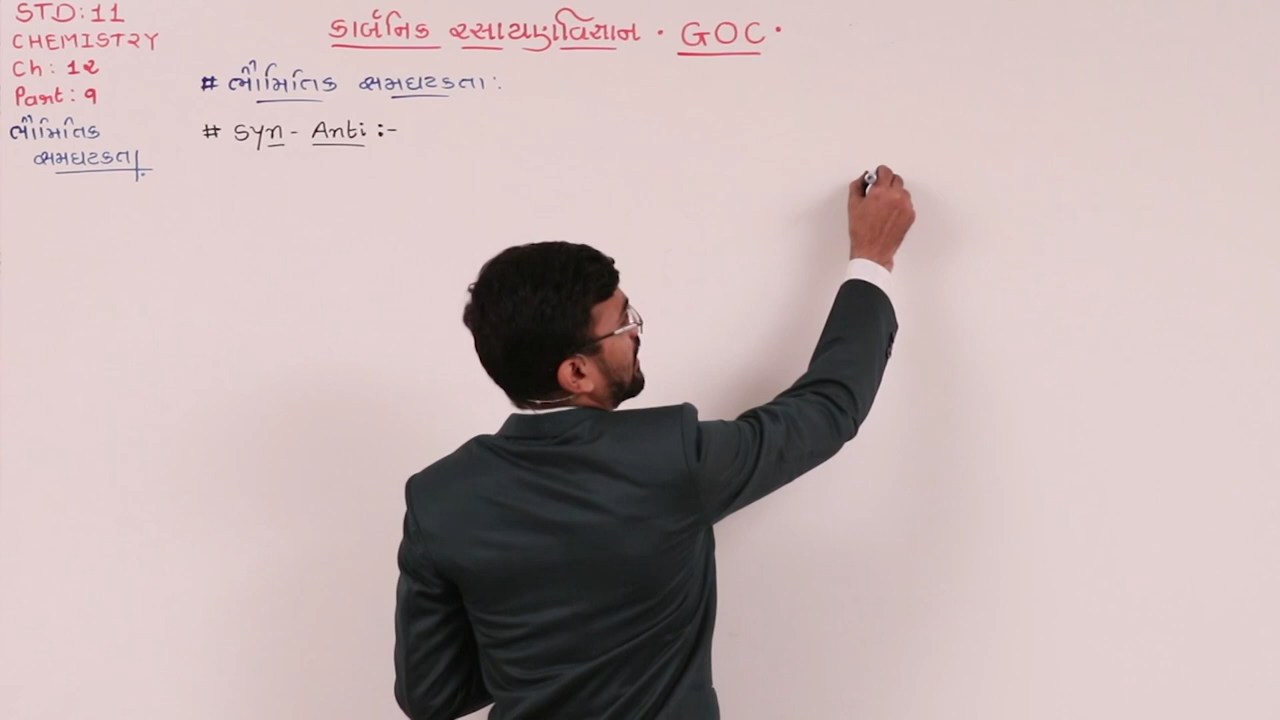 STD: 11
CHEMISTRY
Ch: 12
Part: 9
ભૌમિતિક
સમઘટકતા.
કાર્બનિક રસાયણવિજ્ઞાન · GOC ·
# ભૌમિતિક સમઘટકતા:
# Syn - Anti :-